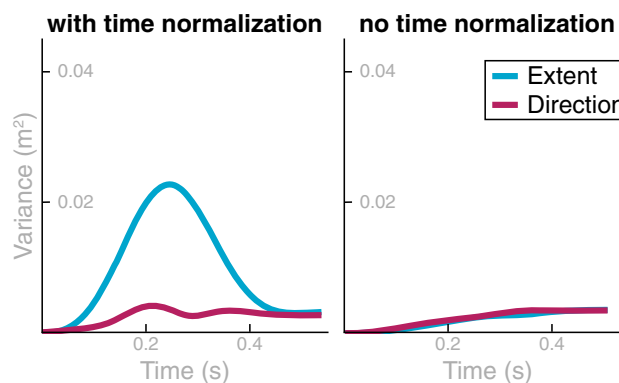 with time normalization
no time normalization
Variance (m²)
0.04
0.02
0.2
0.4
Time (s)
0.04
0.02
0.2
0.4
Time (s)
Extent
Direction